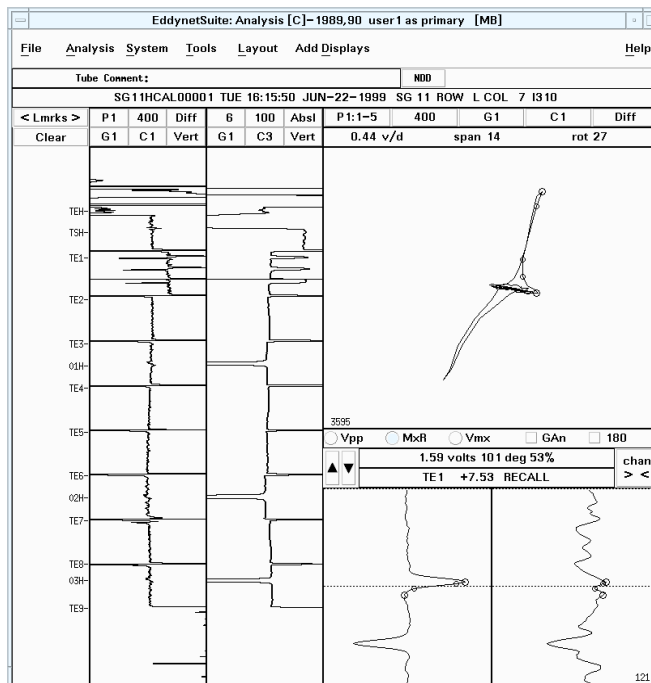 EddynetSuite: Analysis [C]-1989,90 user1 as primary [MB]
File Analysis System Tools Layout Add Displays Help
Tube Comment: NDD
SG11HCAL00001 TUE 16:15:50 JUN-22-1999 SG 11 ROW L COL 7 I310
< Lmrks > P1 400 Diff 6 100 Absl P1:1-5 400 G1 C1 Diff
Clear G1 C1 Vert G1 C3 Vert 0.44 v/d span 14 rot 27
TEH
TSH
TE1
TE2
TE3
01H
TE4
TE5
TE6
02H
TE7
TE8
03H
TE9
3595
Vpp MxR Vmx GAn 180
1.59 volts 101 deg 53% chan
TE1 +7.53 RECALL > <
121